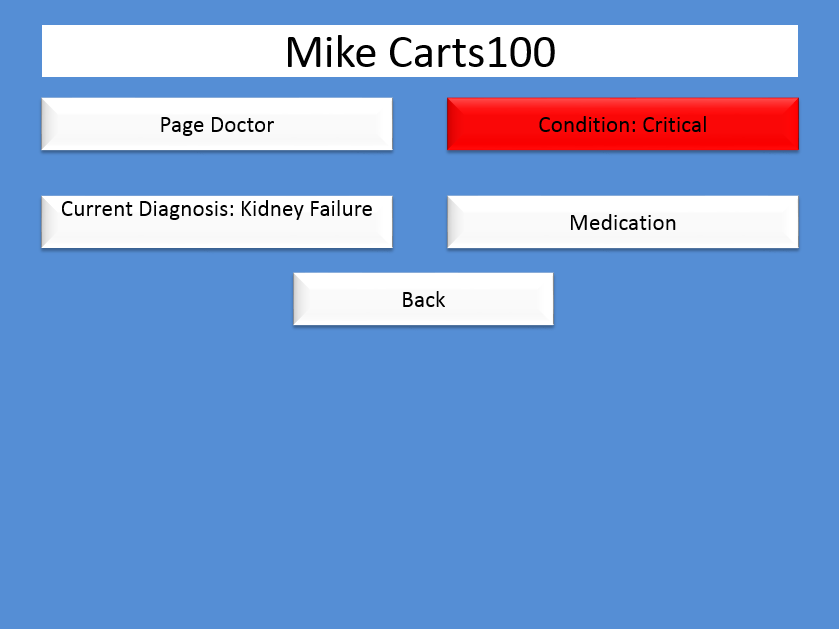 Mike Carts100
Page Doctor
Condition: Critical
Current Diagnosis: Kidney Failure
Medication
Back